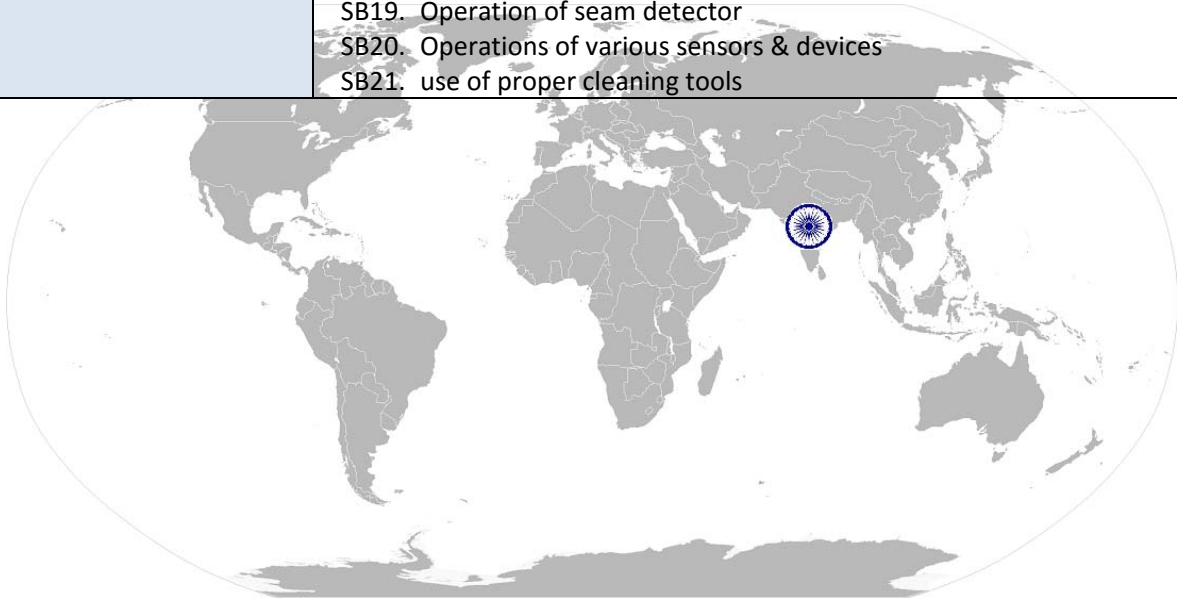 SB19. Operation of seam detector
SB20. Operations of various sensors & devices
SB21. use of proper cleaning tools